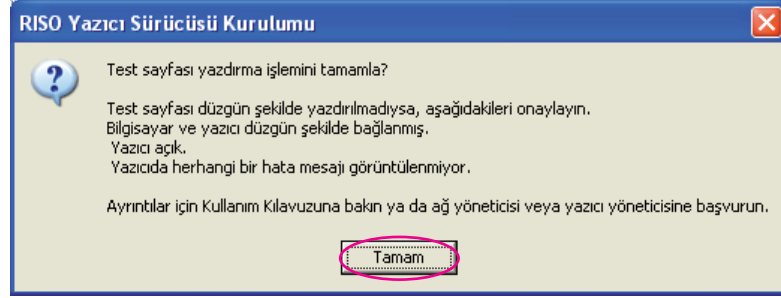 RISO Yazıcı Sürücüsü Kurulumu
Test sayfası yazdırma işlemini tamamla?
Test sayfası düzgün şekilde yazdırılmadıysa, aşağıdakileri onaylayın.
Bilgisayar ve yazıcı düzgün şekilde bağlanmış.
Yazıcı açık.
Yazıcıda herhangi bir hata mesajı görüntülenmiyor.
Ayrıntılar için Kullanım Kılavuzuna bakın ya da ağ yöneticisi veya yazıcı yöneticisine başvurun.
Tamam